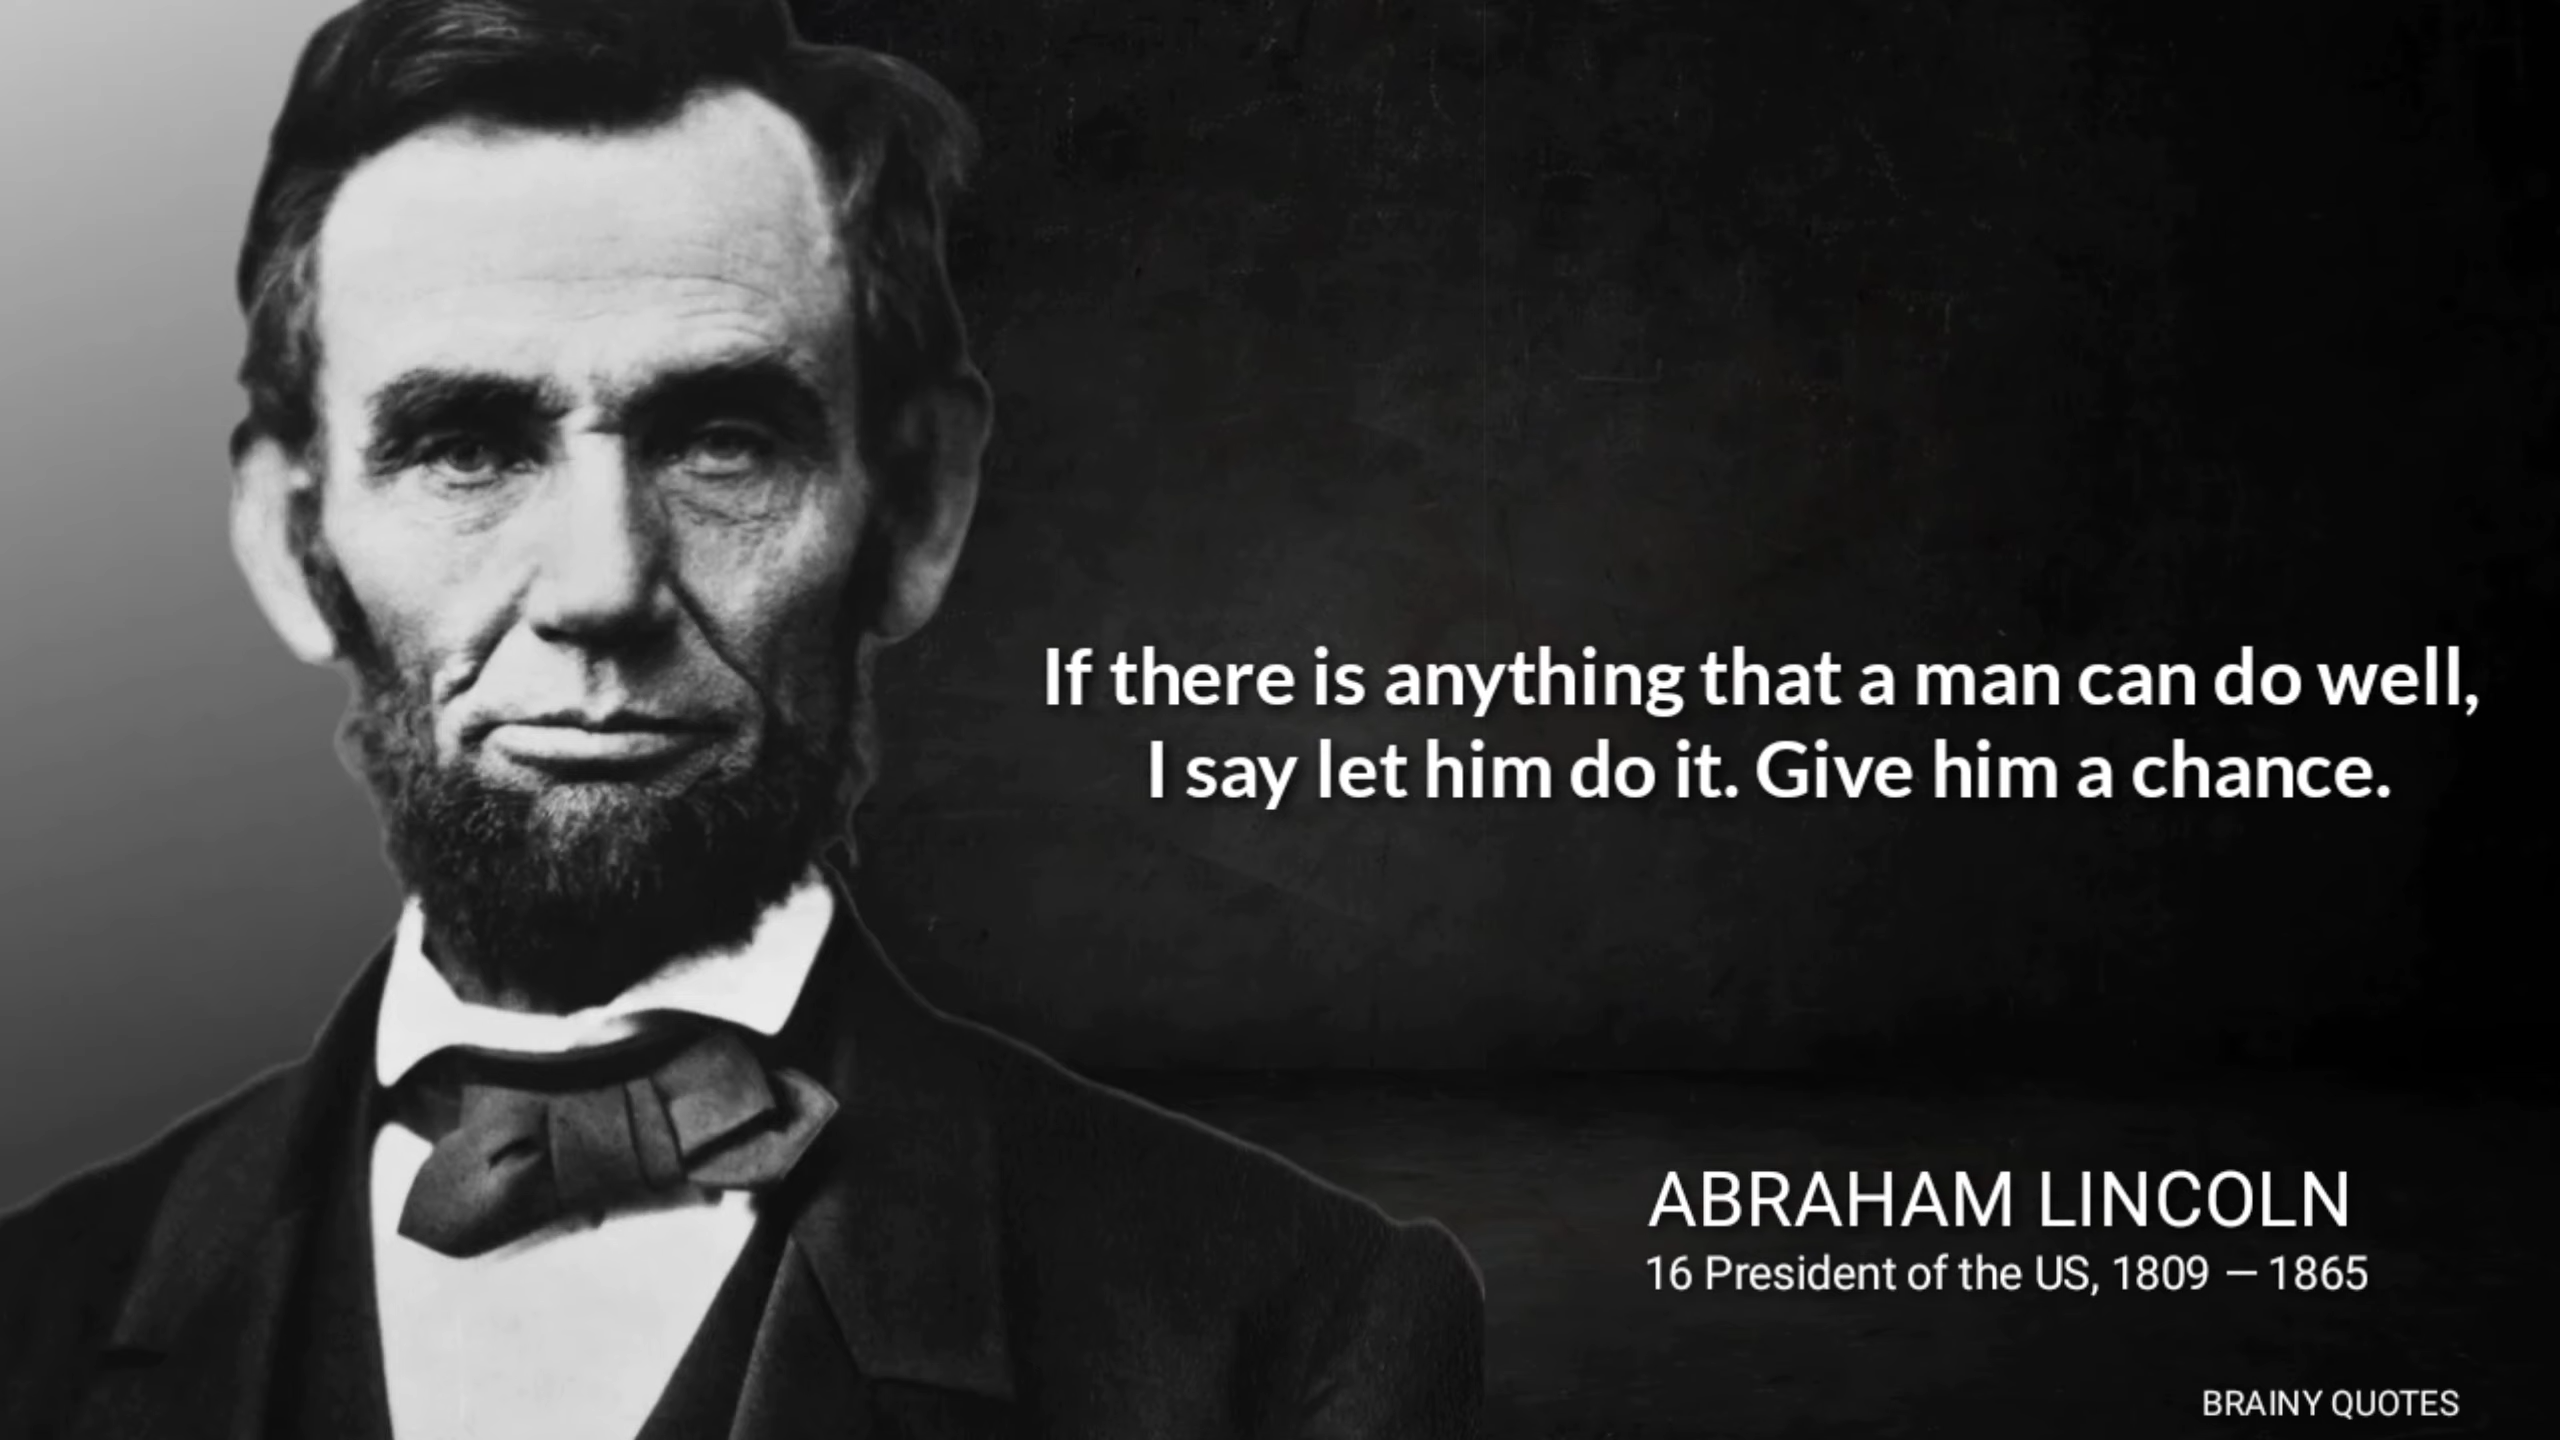 If there is anything that a man can do well,
I say let him do it. Give him a chance.
ABRAHAM LINCOLN
16 President of the US, 1809 — 1865
BRAINY QUOTES